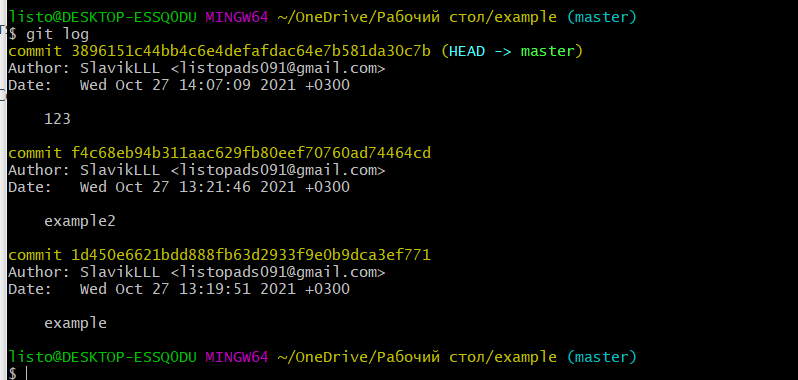 listo@DESKTOP-ESSQ0DU MINGW64 ~/OneDrive/Рабочий стол/example (master)
$ git log
commit 3896151c44bb4c6e4defafdac64e7b581da30c7b (HEAD -> master)
Author: SlavikLLL <listopads091@gmail.com>
Date:   Wed Oct 27 14:07:09 2021 +0300
123
commit f4c68eb94b311aac629fb80eef70760ad74464cd
Author: SlavikLLL <listopads091@gmail.com>
Date:   Wed Oct 27 13:21:46 2021 +0300
example2
commit 1d450e6621bdd888fb63d2933f9e0b9dca3ef771
Author: SlavikLLL <listopads091@gmail.com>
Date:   Wed Oct 27 13:19:51 2021 +0300
example
listo@DESKTOP-ESSQ0DU MINGW64 ~/OneDrive/Рабочий стол/example (master)
$